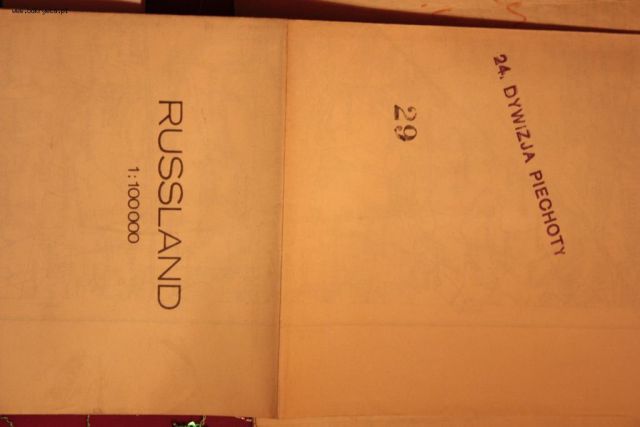 24. DYWIZJA PIECHOTY
29
RUSSLAND
1:100000